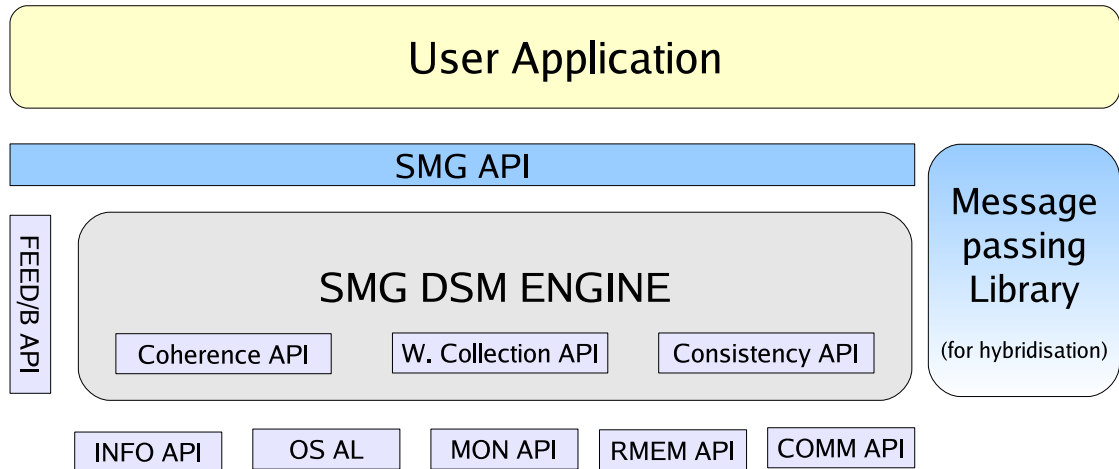 User Application
SMG API
Message
passing
Library
(for hybridisation)
FEED/B API
SMG DSM ENGINE
Coherence API
W. Collection API
Consistency API
INFO API
OS AL
MON API
RMEM API
COMM API